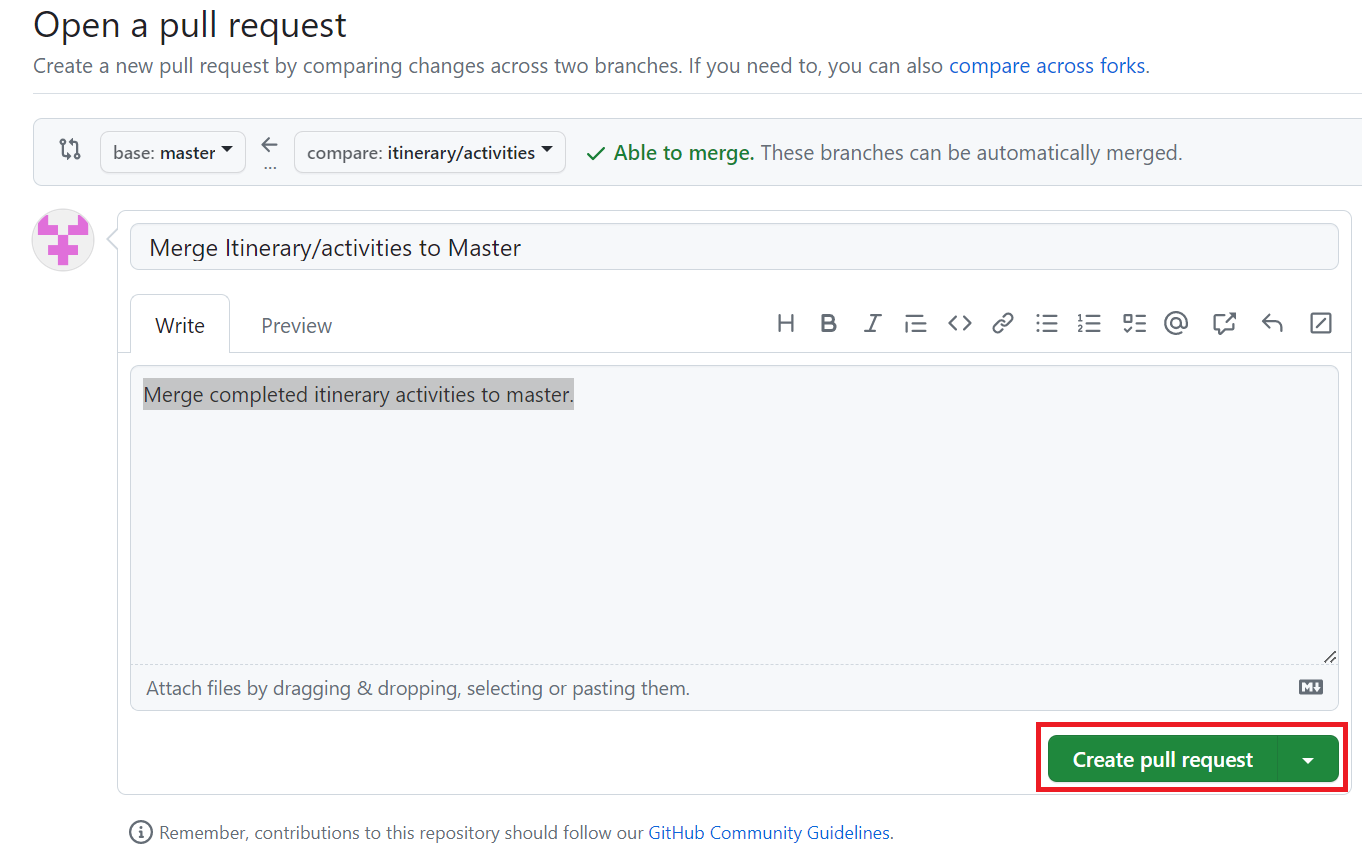 Open a pull request
Create a new pull request by comparing changes across two branches. If you need to, you can also compare across forks.
base: master ... compare: itinerary/activities Able to merge. These branches can be automatically merged.
Merge Itinerary/activities to Master
Write Preview
Merge completed itinerary activities to master.
Attach files by dragging & dropping, selecting or pasting them.
Create pull request
Remember, contributions to this repository should follow our GitHub Community Guidelines.